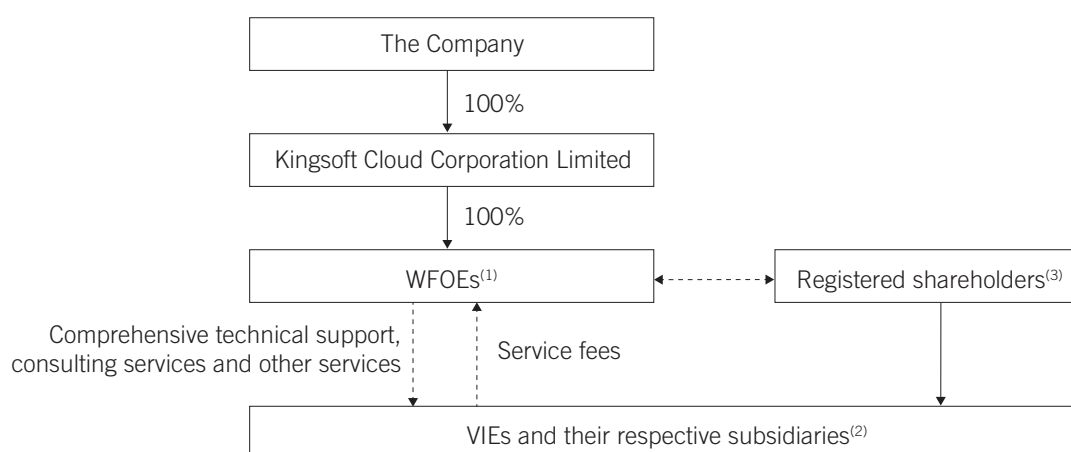 The Company
100%
Kingsoft Cloud Corporation Limited
100%
WFOEs(1)
Registered shareholders(3)
Comprehensive technical support,
consulting services and other services
Service fees
VIEs and their respective subsidiaries(2)